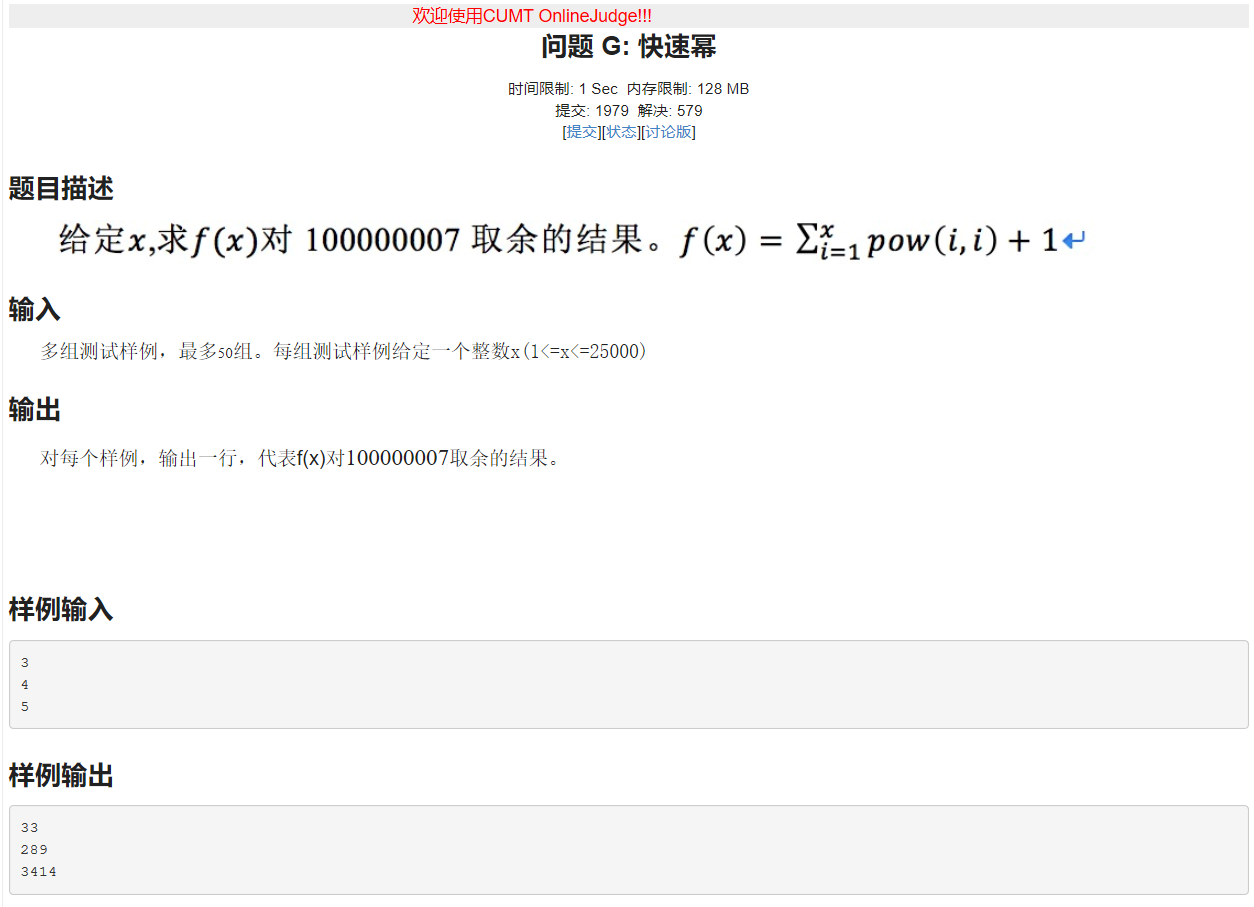 欢迎使用CUMT OnlineJudge!!!
问题 G: 快速幂
时间限制: 1 Sec 内存限制: 128 MB
提交: 1979 解决: 579
[提交][状态][讨论版]
题目描述
给定x,求f(x)对 100000007 取余的结果。f(x) = ∑_{i=1}^{x} pow(i,i) + 1↵
输入
多组测试样例，最多50组。每组测试样例给定一个整数x(1<=x<=25000)
输出
对每个样例，输出一行，代表f(x)对100000007取余的结果。
样例输入
3
4
5
样例输出
33
289
3414